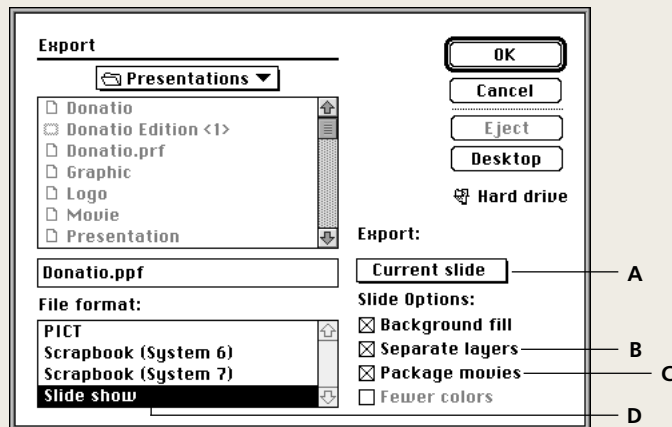 Export
Presentations
Donatio
Donatio Edition <1>
Donatio.prf
Graphic
Logo
Movie
Presentation
Donatio.ppf
File format:
PICT
Scrapbook (System 6)
Scrapbook (System 7)
Slide show
OK
Cancel
Eject
Desktop
Hard drive
Export:
Current slide
Slide Options:
Background fill
Separate layers
Package movies
Fewer colors
A
B
C
D